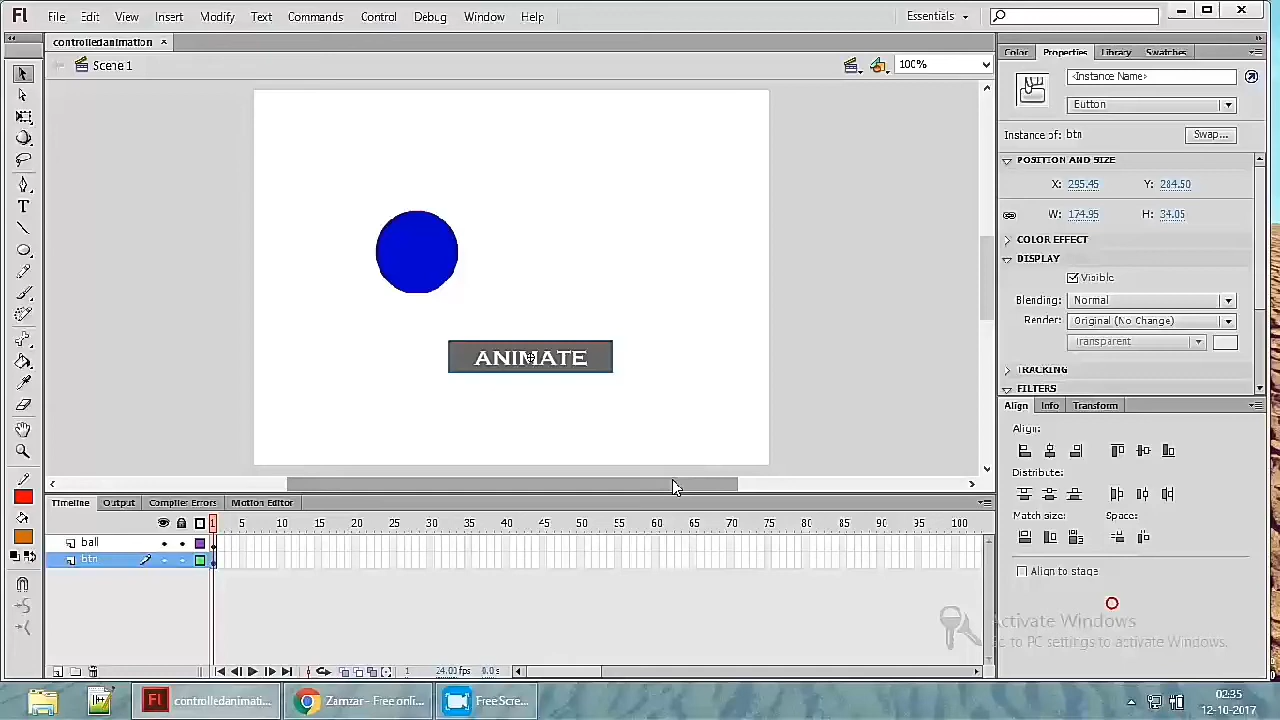 Fl File Edit View Insert Modify Text Commands Control Debug Window Help Essentials
controlledanimation ×
Scene 1 100%
Color Properties Library Swatches
<Instance Name>
Button
Instance of: btn Swap...
POSITION AND SIZE
X: 295.45 Y: 284.50
W: 174.95 H: 34.05
COLOR EFFECT
DISPLAY
Visible
Blending: Normal
Render: Original (No Change)
Transparent
TRACKING
FILTERS
ANIMATE
Align Info Transform
Align:
Distribute:
Match size: Space:
Align to stage
Timeline Output Compiler Errors Motion Editor
1 5 10 15 20 25 30 35 40 45 50 55 60 65 70 75 80 85 90 95 100
ball
btn
1 24.00 fps 0.0 s
Activate Windows
Go to PC settings to activate Windows.
Fl controlledanimati... Zamzar - Free onli... Free Scre...
02:35
12-10-2017